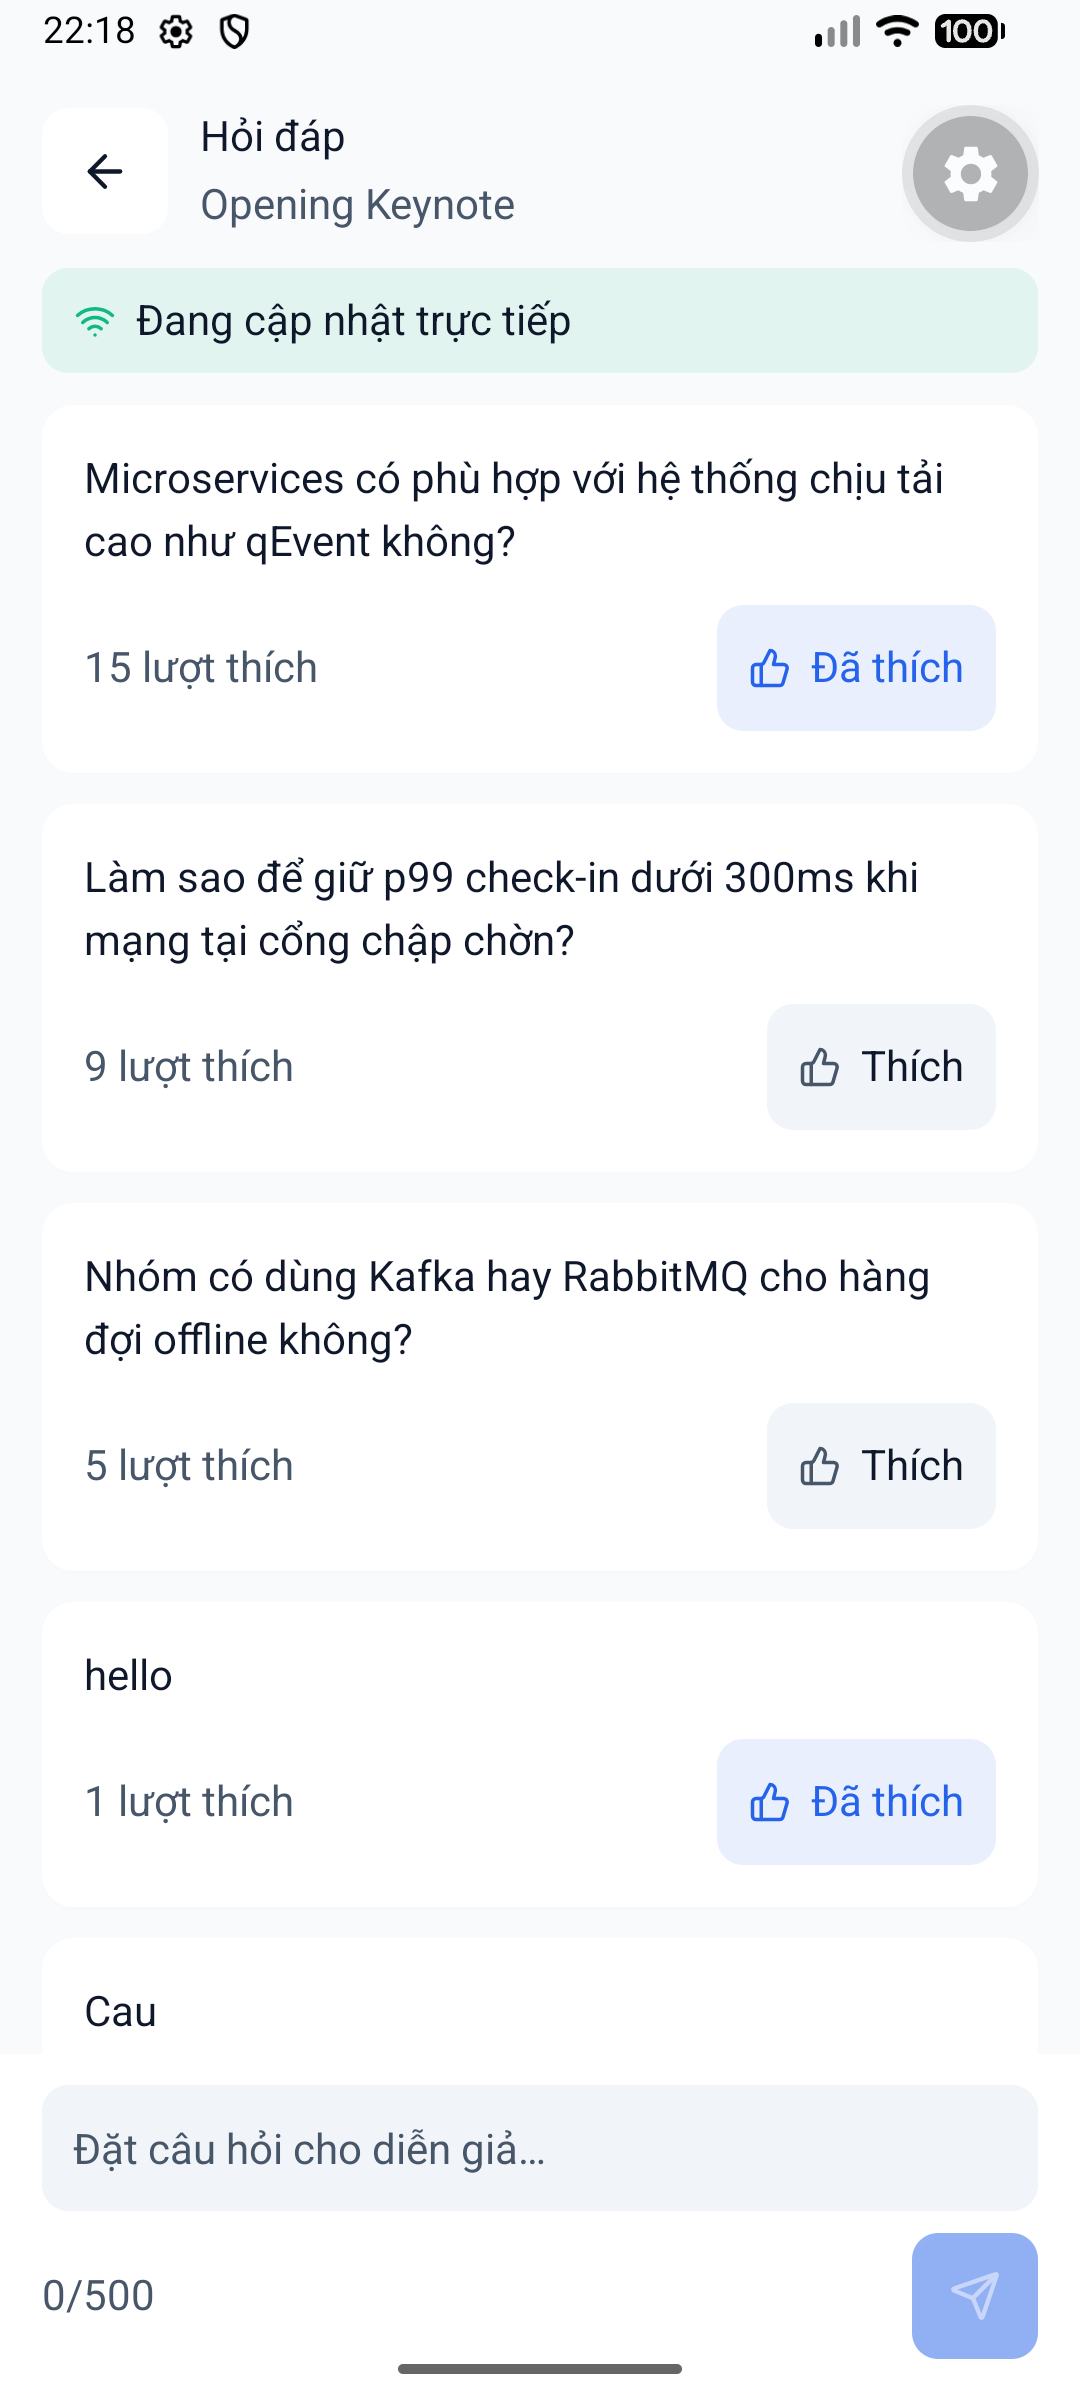 22:18
100
Hỏi đáp
Opening Keynote
Đang cập nhật trực tiếp
Microservices có phù hợp với hệ thống chịu tải
cao như qEvent không?
15 lượt thích
Đã thích
Làm sao để giữ p99 check-in dưới 300ms khi
mạng tại cổng chập chờn?
9 lượt thích
Thích
Nhóm có dùng Kafka hay RabbitMQ cho hàng
đợi offline không?
5 lượt thích
Thích
hello
1 lượt thích
Đã thích
Cau
Đặt câu hỏi cho diễn giả...
0/500